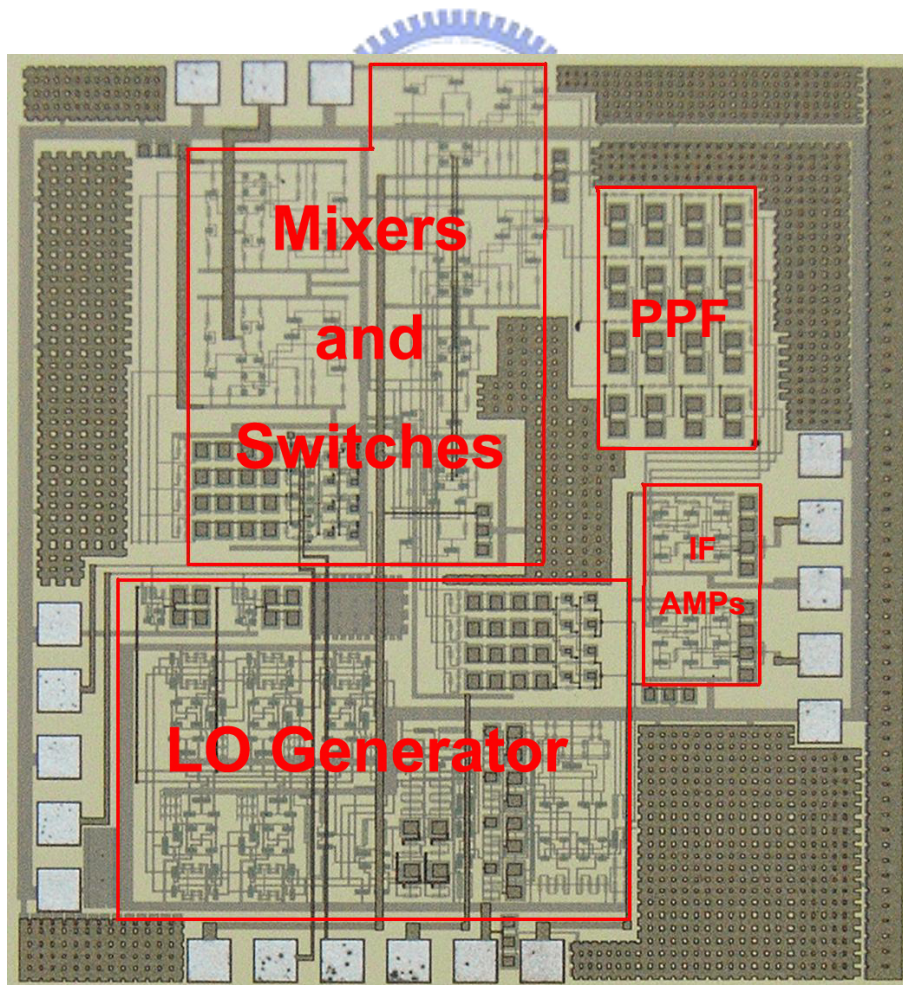 Mixers
and
Switches
PPF
IF
AMPs
LO Generator